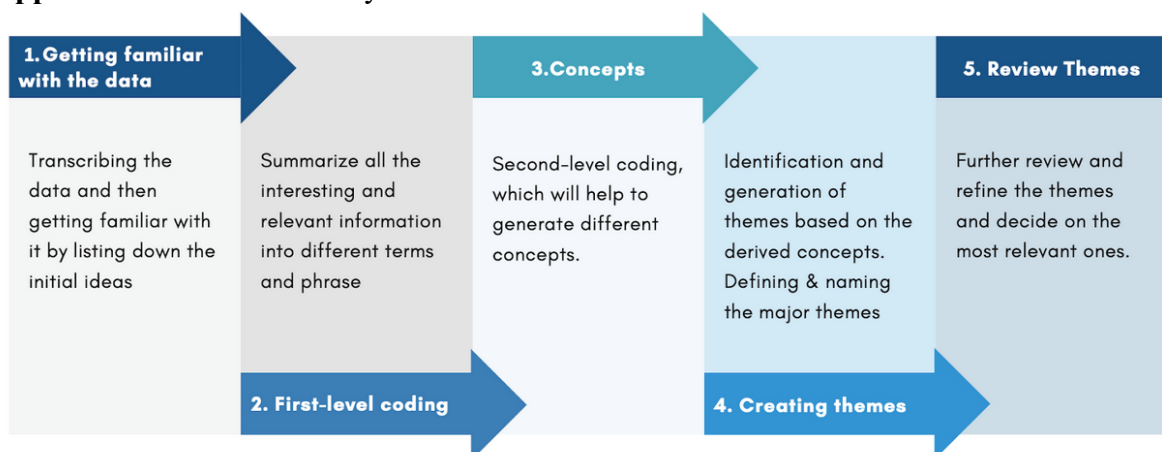 1.Getting familiar
with the data
Transcribing the
data and then
getting familiar with
it by listing down the
initial ideas
Summarize all the
interesting and
relevant information
into different terms
and phrase
2. First-level coding
3.Concepts
Second-level coding,
which will help to
generate different
concepts.
Identification and
generation of
themes based on the
derived concepts.
Defining & naming
the major themes
4. Creating themes
5. Review Themes
Further review and
refine the themes
and decide on the
most relevant ones.